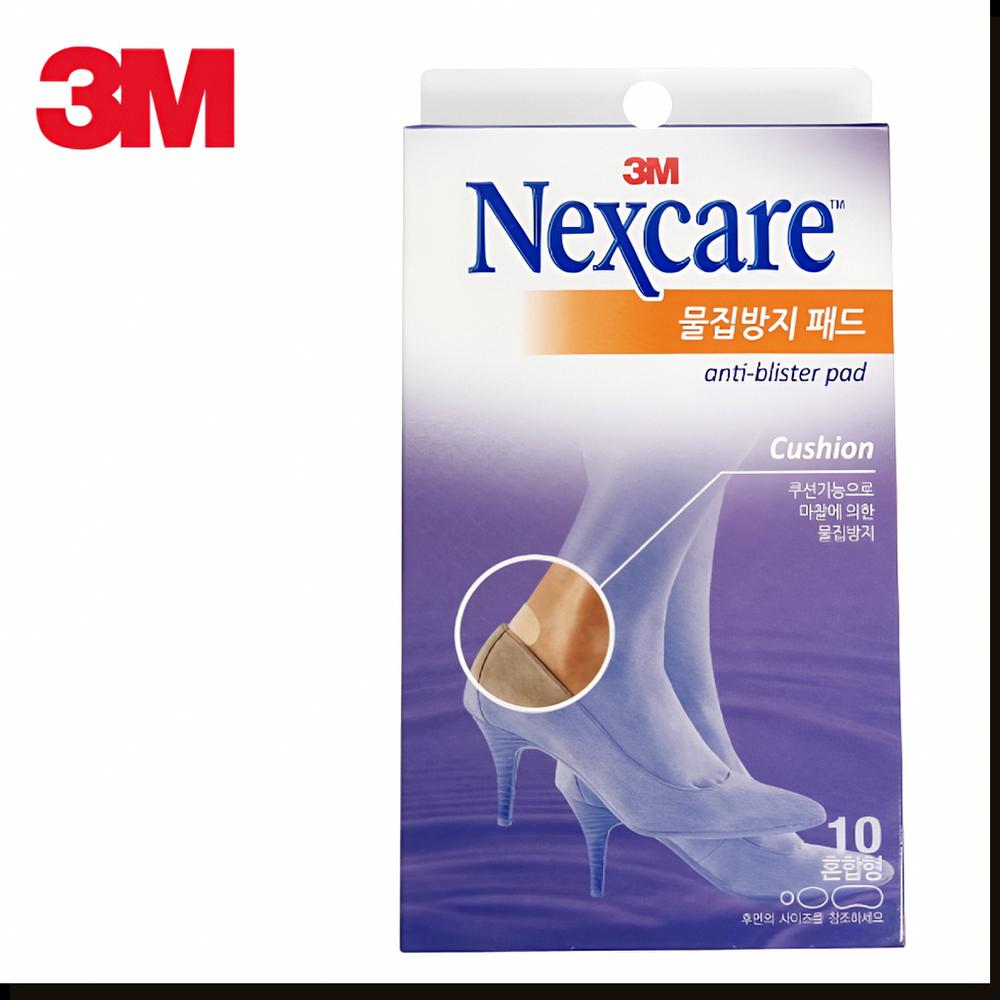 3M
3M
Nexcare™
물집방지 패드
anti-blister pad
Cushion
쿠션기능으로
마찰에 의한
물집방지
10
혼합형
후면의 사이즈를 참조하세요